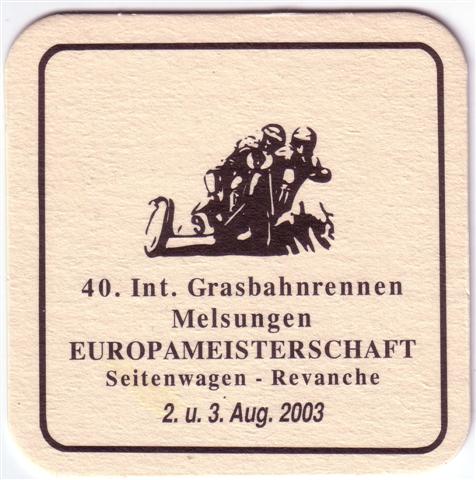 40. Int. Grasbahnrennen
Melsungen
EUROPAMEISTERSCHAFT
Seitenwagen - Revanche
2. u. 3. Aug. 2003